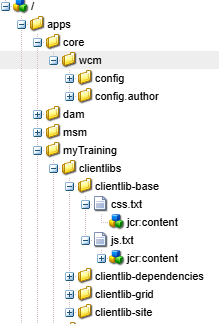 /
apps
core
wcm
config
config.author
dam
msm
myTraining
clientlibs
clientlib-base
css.txt
jcr:content
js.txt
jcr:content
clientlib-dependencies
clientlib-grid
clientlib-site